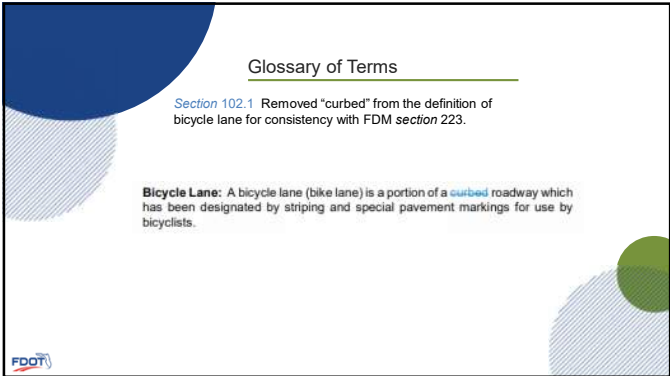 Glossary of Terms
Section 102.1 Removed “curbed” from the definition of
bicycle lane for consistency with FDM section 223.
Bicycle Lane: A bicycle lane (bike lane) is a portion of a curbed roadway which
has been designated by striping and special pavement markings for use by
bicyclists.
FDOT